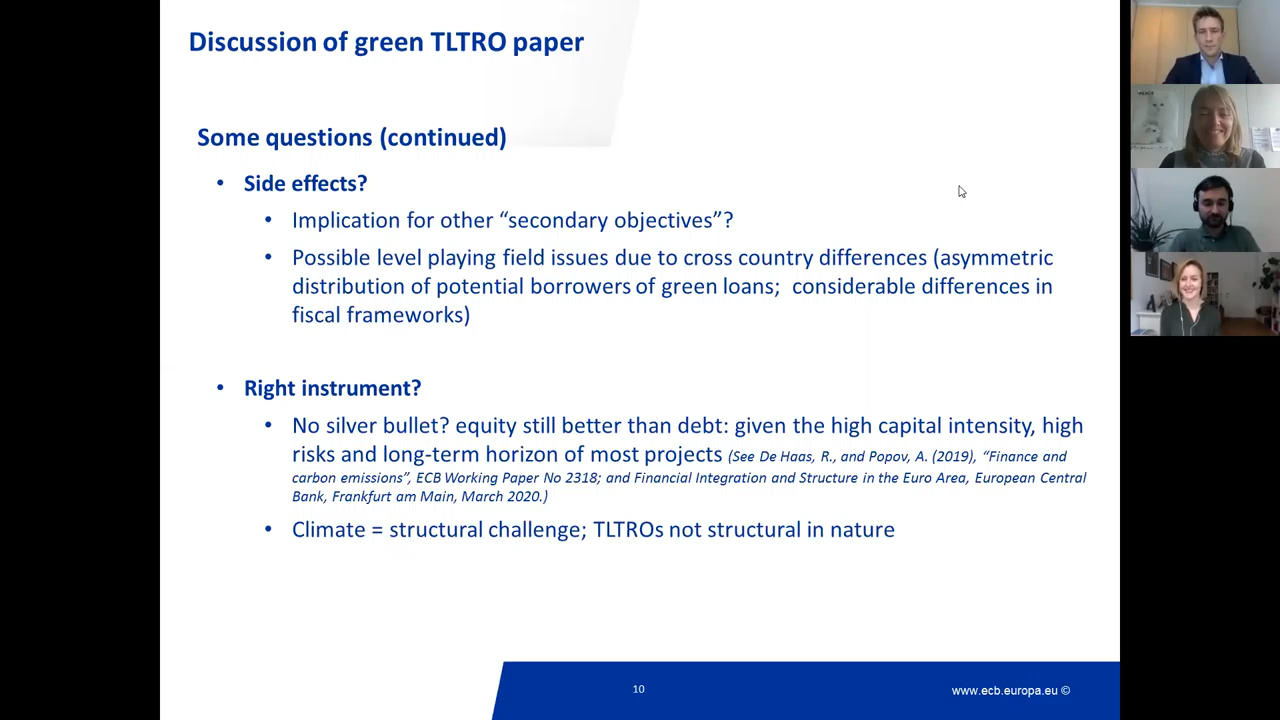 Discussion of green TLTRO paper
Some questions (continued)
• Side effects?
• Implication for other “secondary objectives”?
• Possible level playing field issues due to cross country differences (asymmetric
distribution of potential borrowers of green loans;  considerable differences in
fiscal frameworks)
• Right instrument?
• No silver bullet? equity still better than debt: given the high capital intensity, high
risks and long-term horizon of most projects (See De Haas, R., and Popov, A. (2019), “Finance and
carbon emissions”, ECB Working Paper No 2318; and Financial Integration and Structure in the Euro Area, European Central
Bank, Frankfurt am Main, March 2020.)
• Climate = structural challenge; TLTROs not structural in nature
10
www.ecb.europa.eu ©